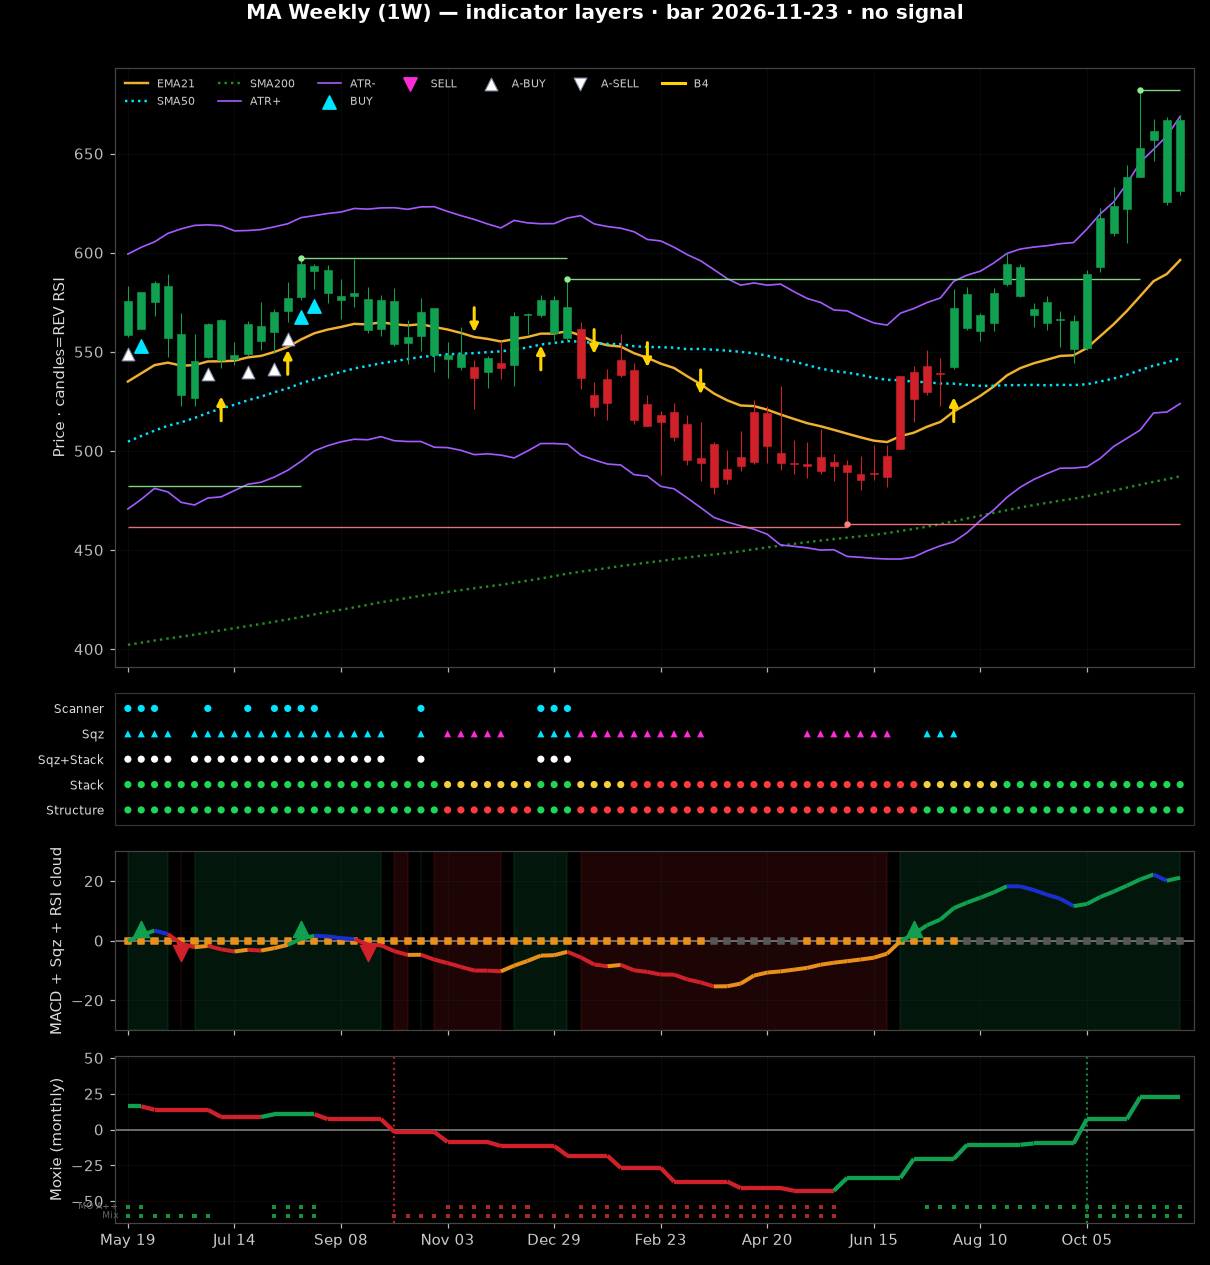 MA Weekly (1W) — indicator layers · bar 2026-11-23 · no signal
EMA21 SMA200 ATR- SELL A-BUY A-SELL B4
SMA50 ATR+ BUY
Price · candles=REV RSI
650
600
550
500
450
400
Scanner
Sqz
Sqz+Stack
Stack
Structure
MACD + Sqz + RSI cloud
20
0
−20
Moxie (monthly)
50
25
0
−25
−50
Mix
May 19 Jul 14 Sep 08 Nov 03 Dec 29 Feb 23 Apr 20 Jun 15 Aug 10 Oct 05